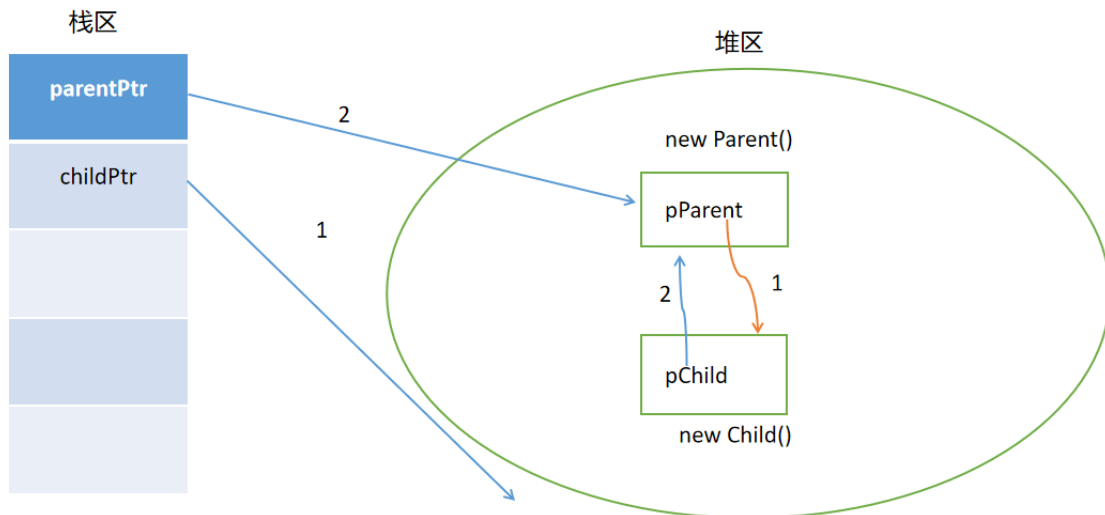 栈区
堆区
parentPtr
2
new Parent()
childPtr
pParent
1
2
1
pChild
new Child()